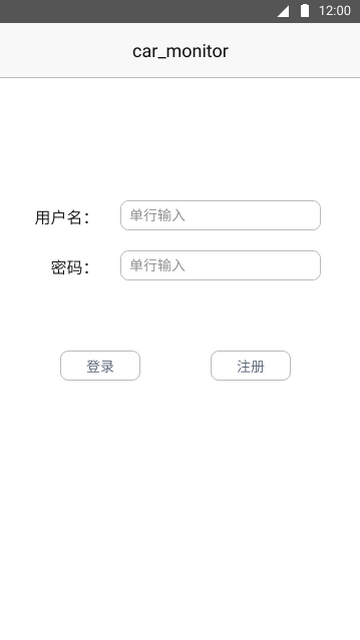 12:00
car_monitor
用户名：
单行输入
密码：
单行输入
登录
注册